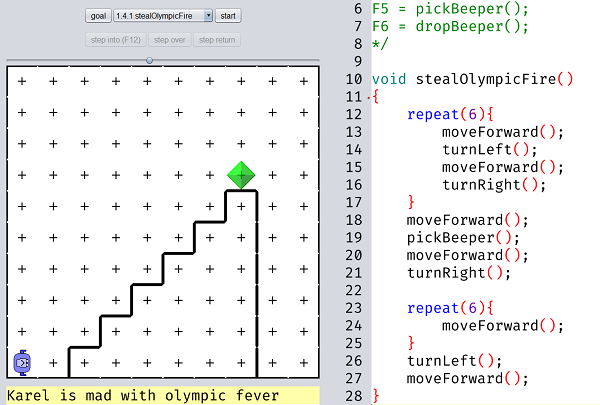 goal 1.4.1 stealOlympicFire start
step into (F12) step over step return
Karel is mad with olympic fever
6 F5 = pickBeeper();
7 F6 = dropBeeper();
8 */
9
10 void stealOlympicFire()
11 {
12 repeat(6){
13 moveForward();
14 turnLeft();
15 moveForward();
16 turnRight();
17 }
18 moveForward();
19 pickBeeper();
20 moveForward();
21 turnRight();
22
23 repeat(6){
24 moveForward();
25 }
26 turnLeft();
27 moveForward();
28 }